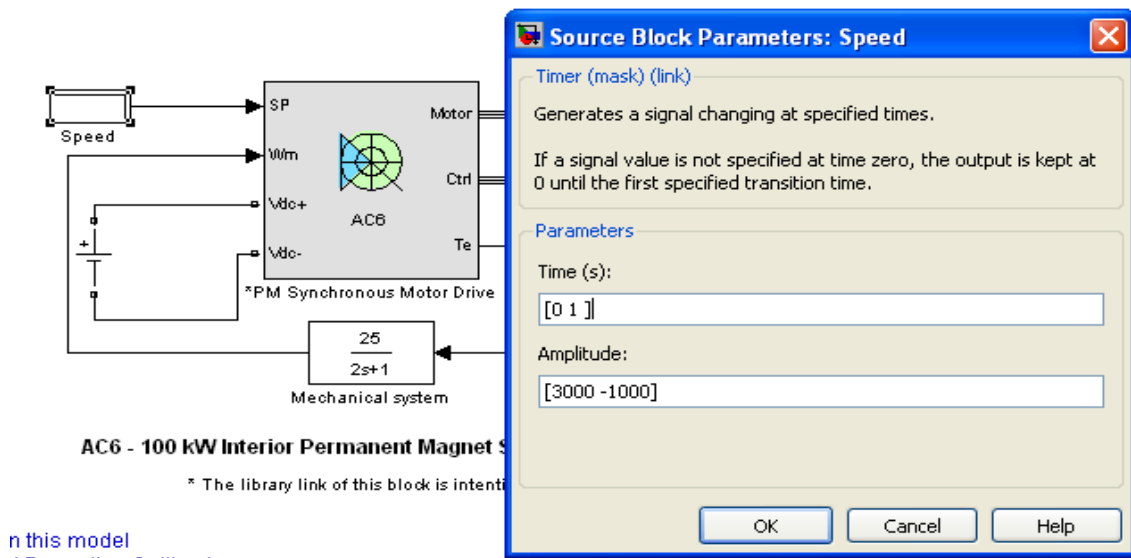 Speed
SP
Wm
Vdc+
Vdc-
Motor
Ctrl
Te
AC6
+
*PM Synchronous Motor Drive
25
2s+1
Mechanical system
AC6 - 100 kW Interior Permanent Magnet
* The library link of this block is
n this model
Source Block Parameters: Speed
Timer (mask) (link)
Generates a signal changing at specified times.
If a signal value is not specified at time zero, the output is kept at
0 until the first specified transition time.
Parameters
Time (s):
[0 1 ]
Amplitude:
[3000 -1000]
OK
Cancel
Help